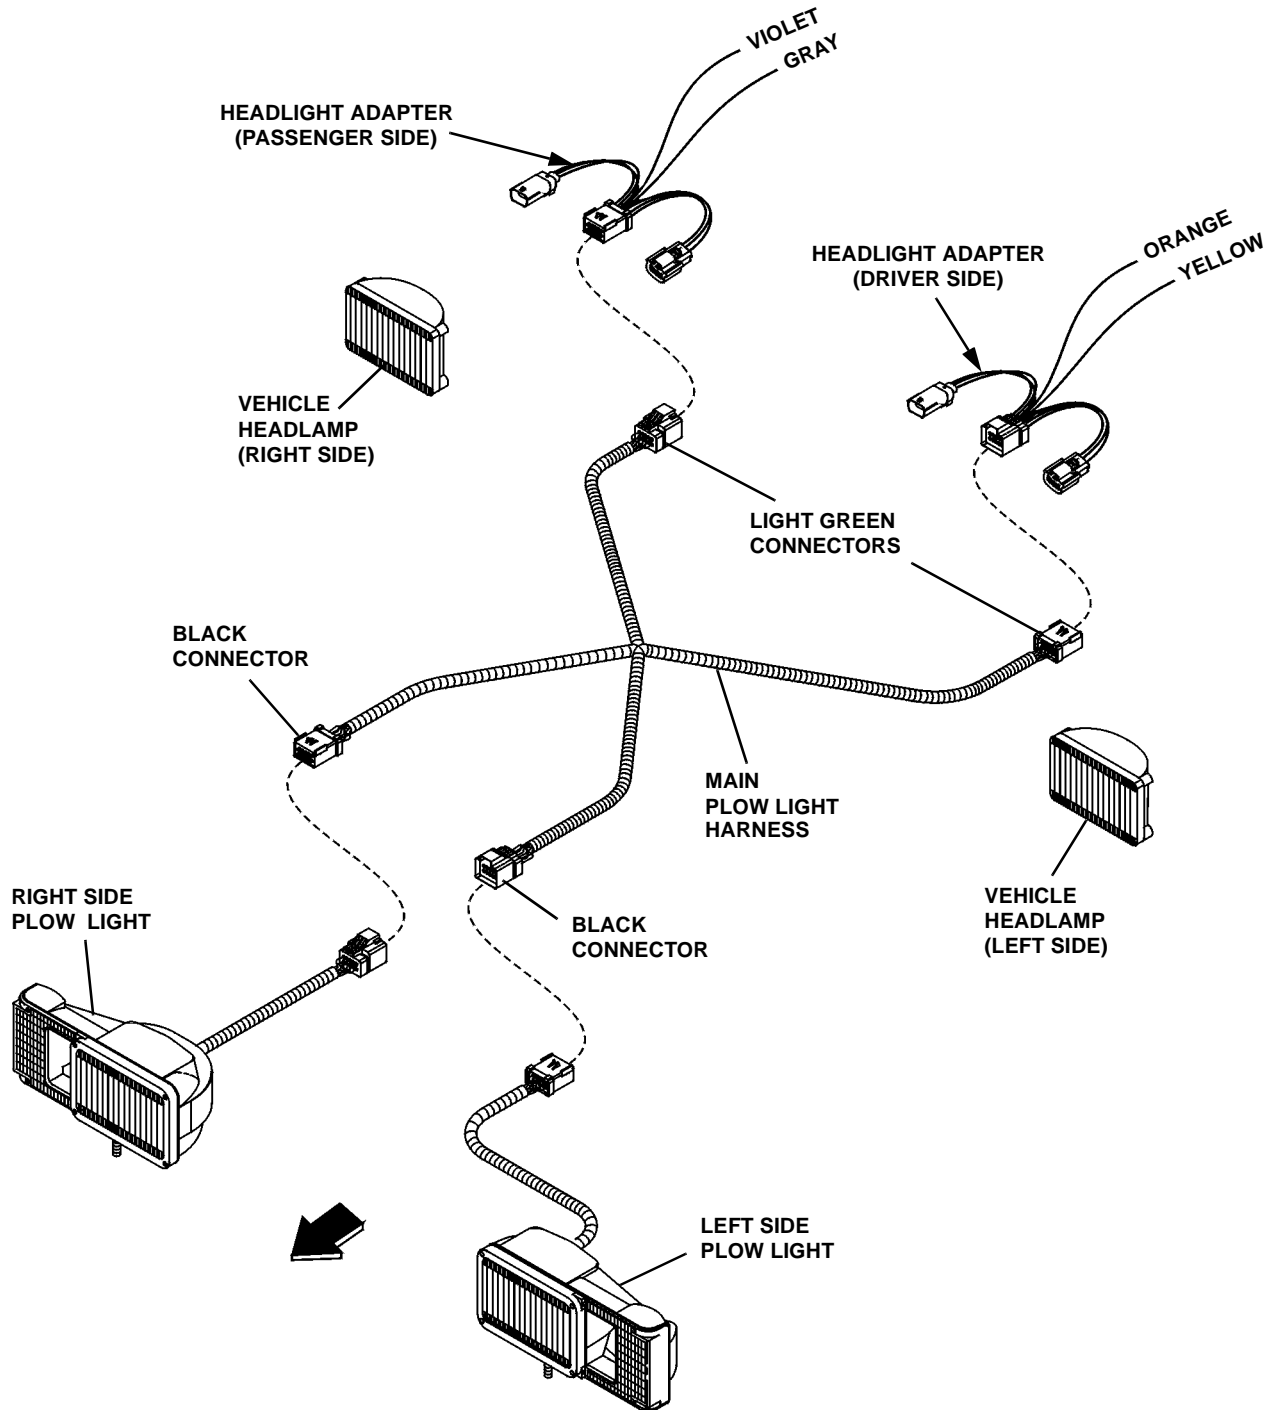 VIOLET
GRAY
HEADLIGHT ADAPTER
(PASSENGER SIDE)
ORANGE
YELLOW
HEADLIGHT ADAPTER
(DRIVER SIDE)
VEHICLE
HEADLAMP
(RIGHT SIDE)
LIGHT GREEN
CONNECTORS
BLACK
CONNECTOR
MAIN
PLOW LIGHT
HARNESS
RIGHT SIDE
PLOW LIGHT
BLACK
CONNECTOR
VEHICLE
HEADLAMP
(LEFT SIDE)
LEFT SIDE
PLOW LIGHT